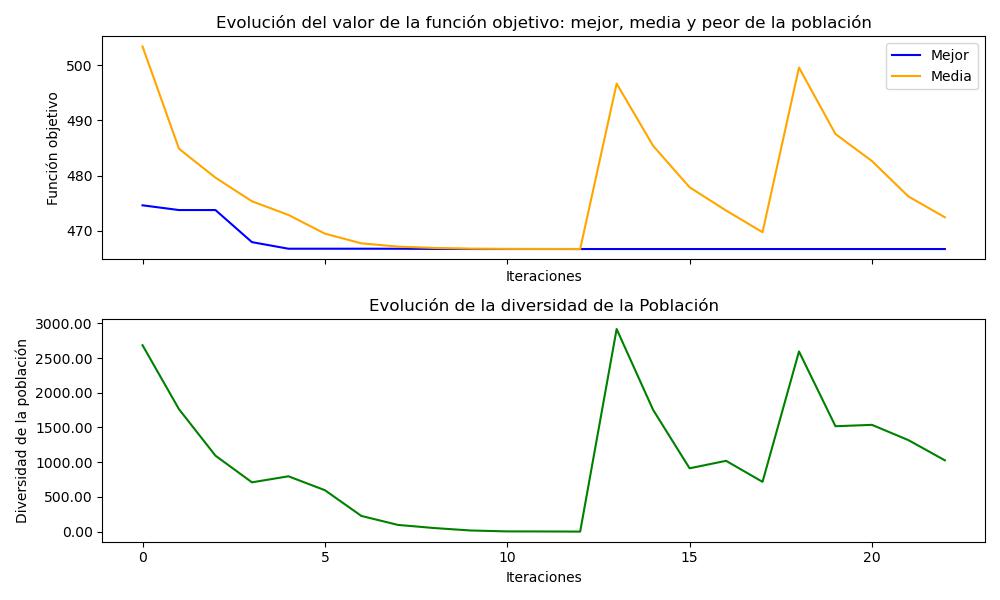 Evolución del valor de la función objetivo: mejor, media y peor de la población
500
490
480
470
Función objetivo
Mejor
Media
Iteraciones
Evolución de la diversidad de la Población
3000.00
2500.00
2000.00
1500.00
1000.00
500.00
0.00
Diversidad de la población
0 5 10 15 20
Iteraciones